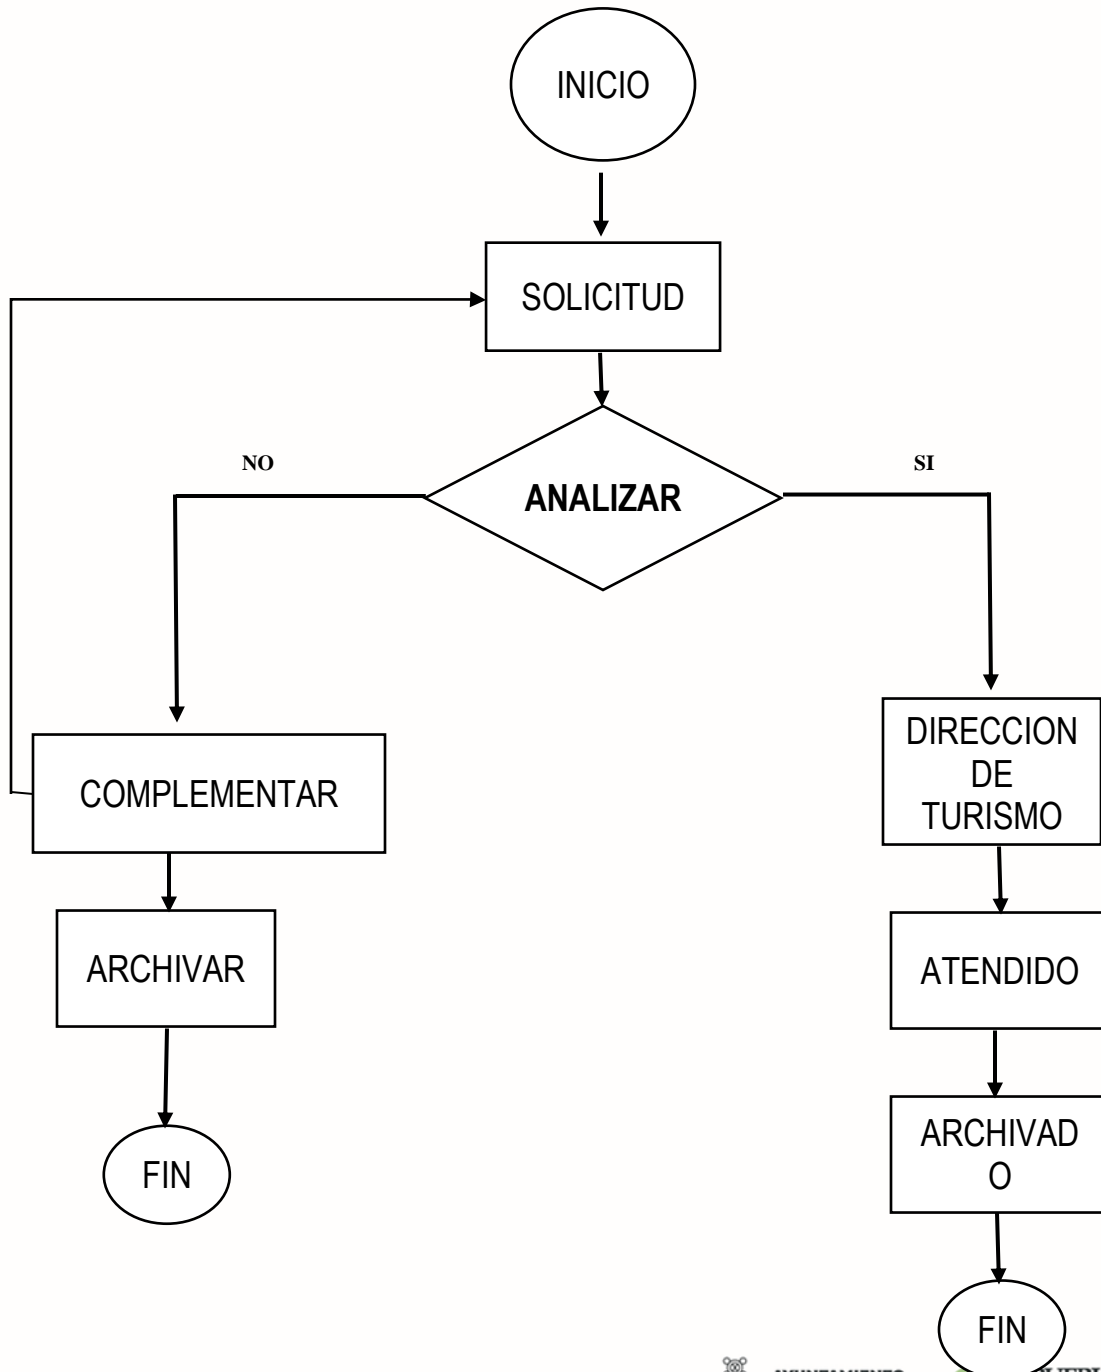 INICIO
SOLICITUD
NO
SI
ANALIZAR
DIRECCION
DE
TURISMO
COMPLEMENTAR
ARCHIVAR
ATENDIDO
ARCHIVAD
O
FIN
FIN